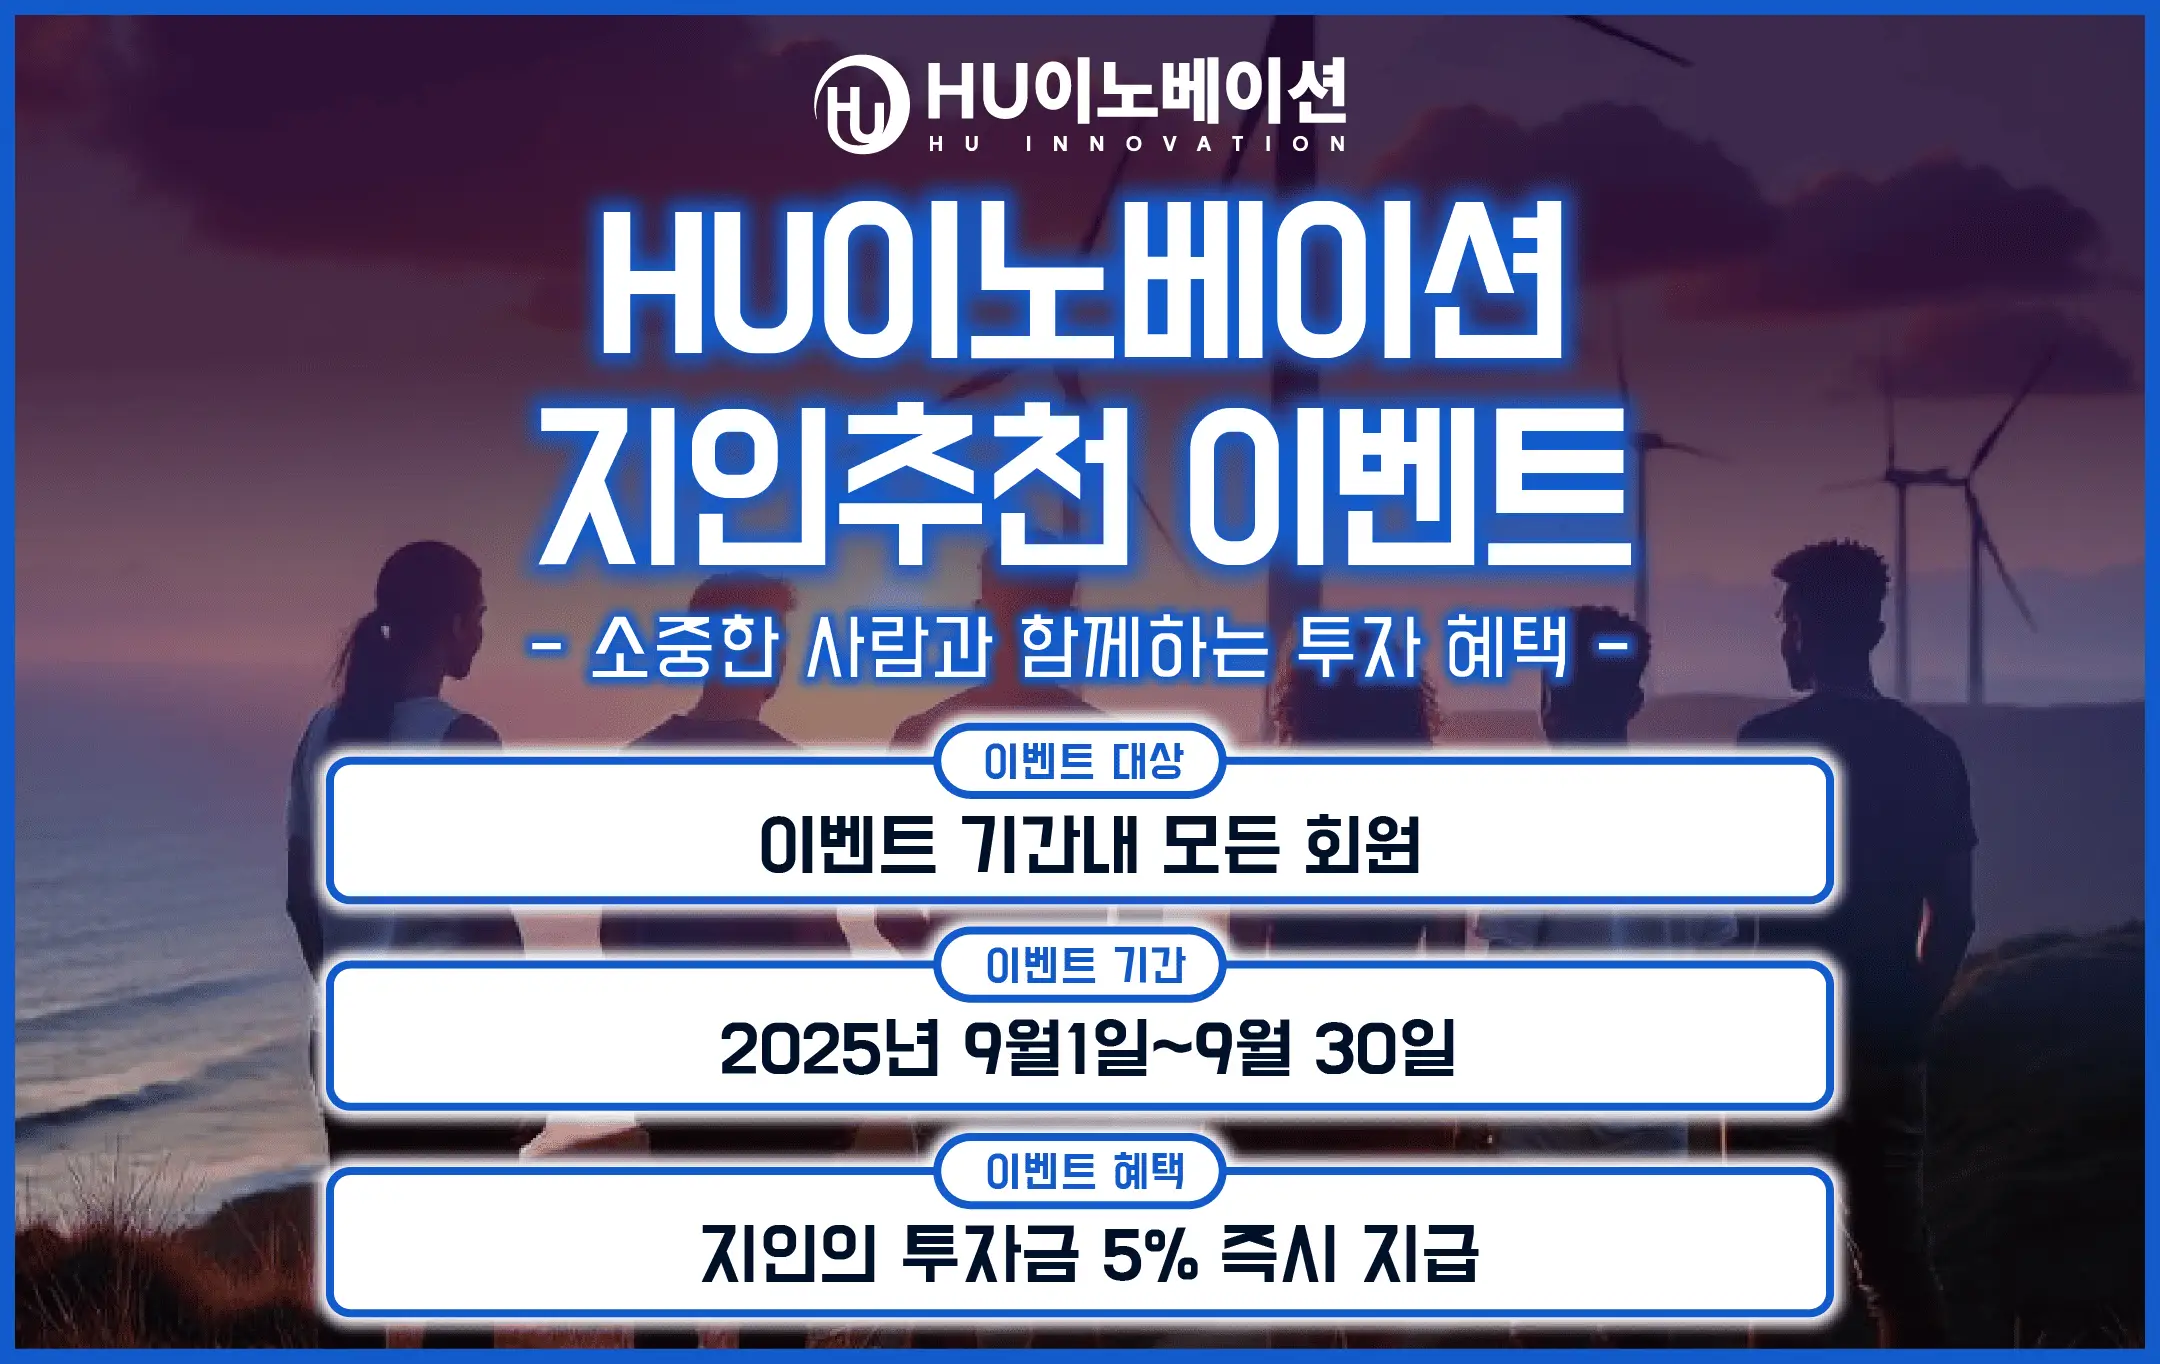 HU
HU이노베이션
HU INNOVATION
HU이노베이션
지인추천 이벤트
- 소중한 사람과 함께하는 투자 혜택 -
이벤트 대상
이벤트 기간내 모든 회원
이벤트 기간
2025년 9월1일~9월 30일
이벤트 혜택
지인의 투자금 5% 즉시 지급